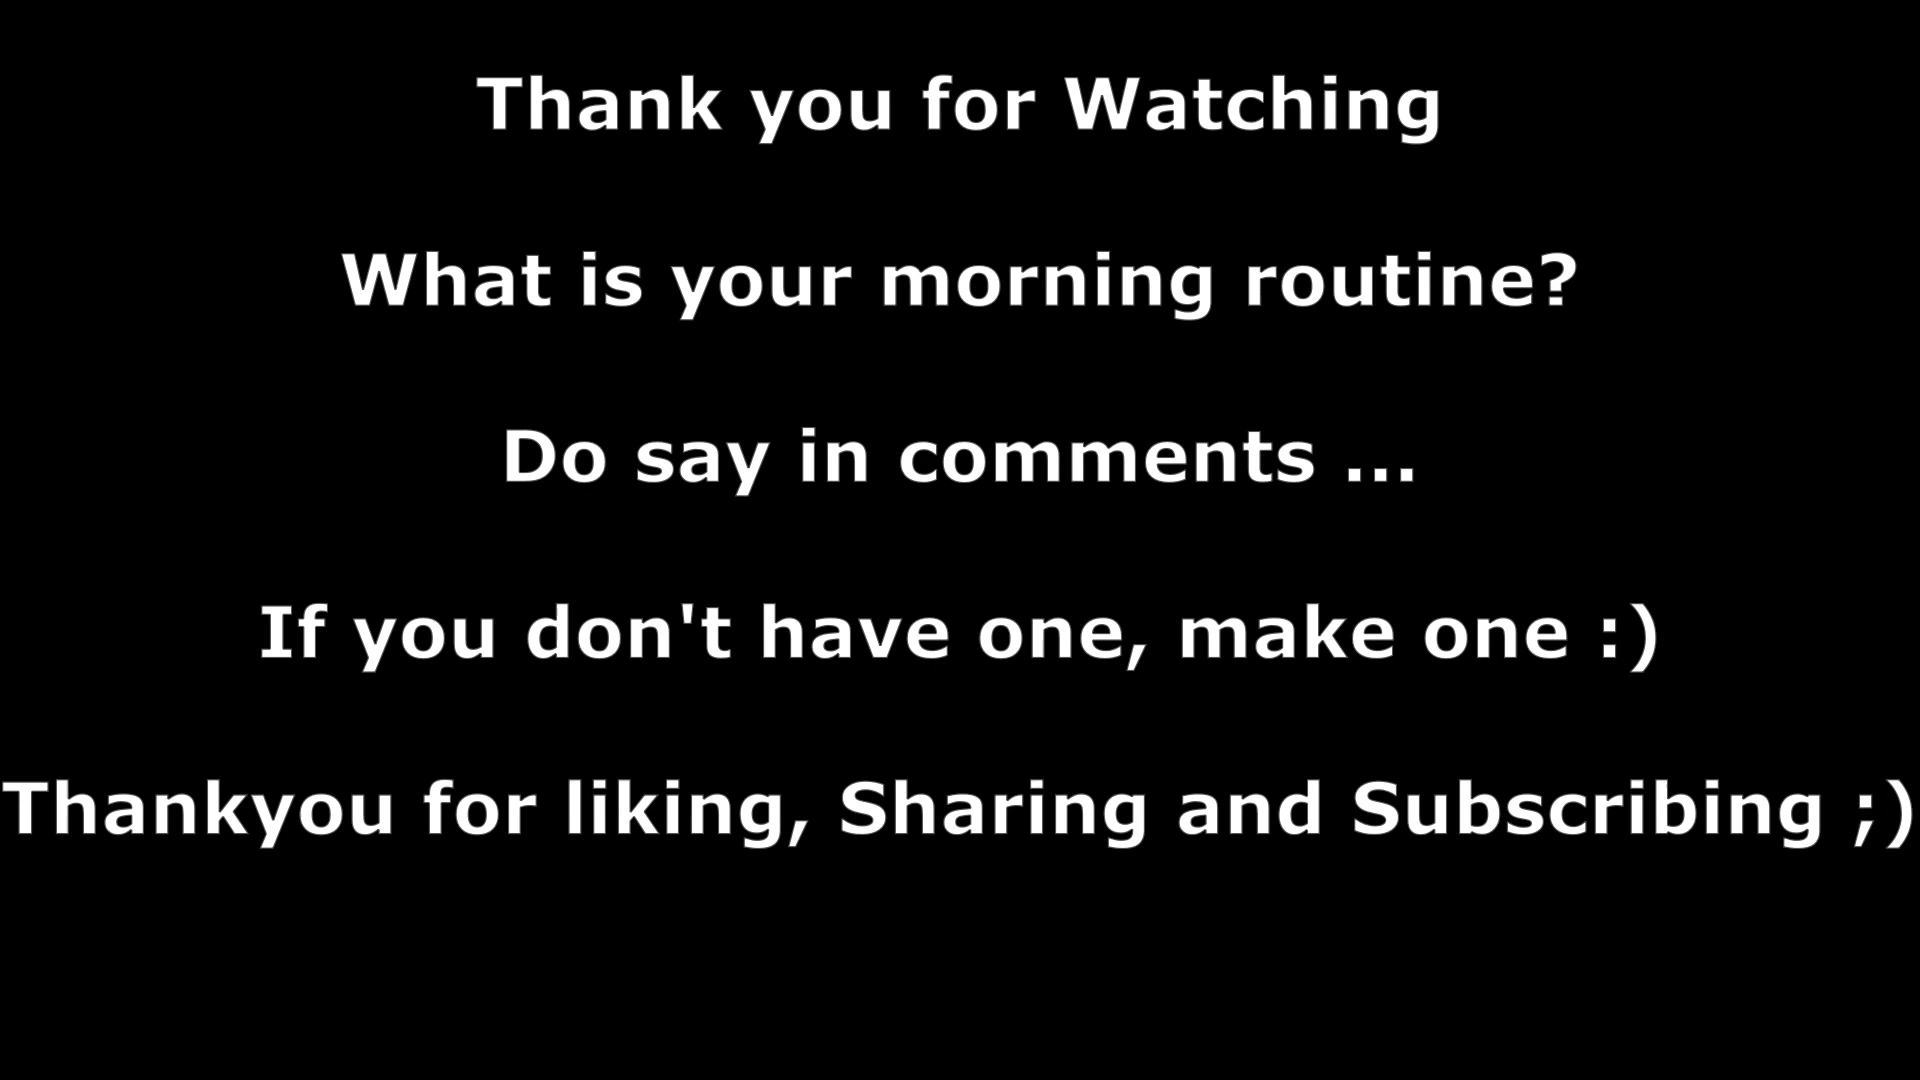 Thank you for Watching
What is your morning routine?
Do say in comments ...
If you don't have one, make one :)
Thankyou for liking, Sharing and Subscribing ;)